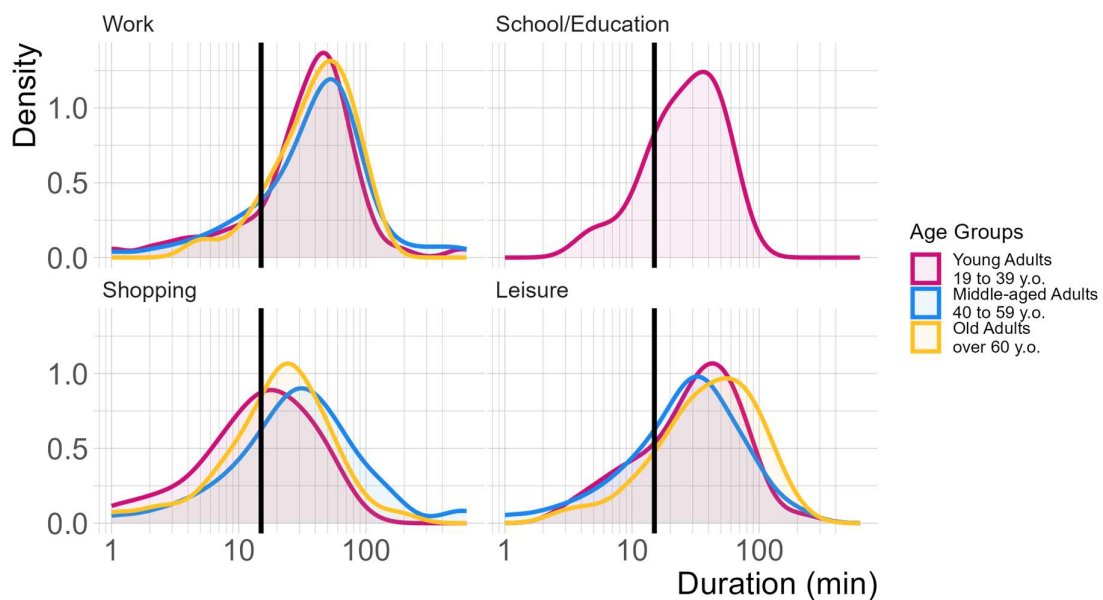 Work
School/Education
Density
1.0
0.5
0.0
Shopping
Leisure
1.0
0.5
0.0
1
10
100
1
10
100
Duration (min)
Age Groups
Young Adults
19 to 39 y.o.
Middle-aged Adults
40 to 59 y.o.
Old Adults
over 60 y.o.